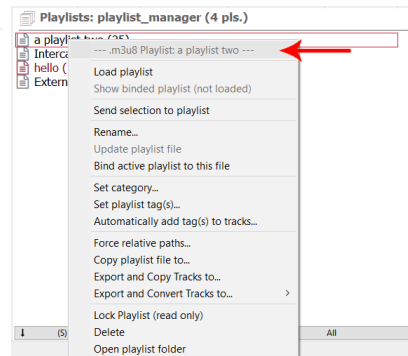 Playlists: playlist_manager (4 pls.)
a playlist two (25)
Interca
hello (
Extern
--- .m3u8 Playlist: a playlist two ---
Load playlist
Show binded playlist (not loaded)
Send selection to playlist
Rename...
Update playlist file
Bind active playlist to this file
Set category...
Set playlist tag(s)...
Automatically add tag(s) to tracks...
Force relative paths...
Copy playlist file to...
Export and Copy Tracks to...
Export and Convert Tracks to... >
Lock Playlist (read only)
Delete
Open playlist folder
⭣ (S) All